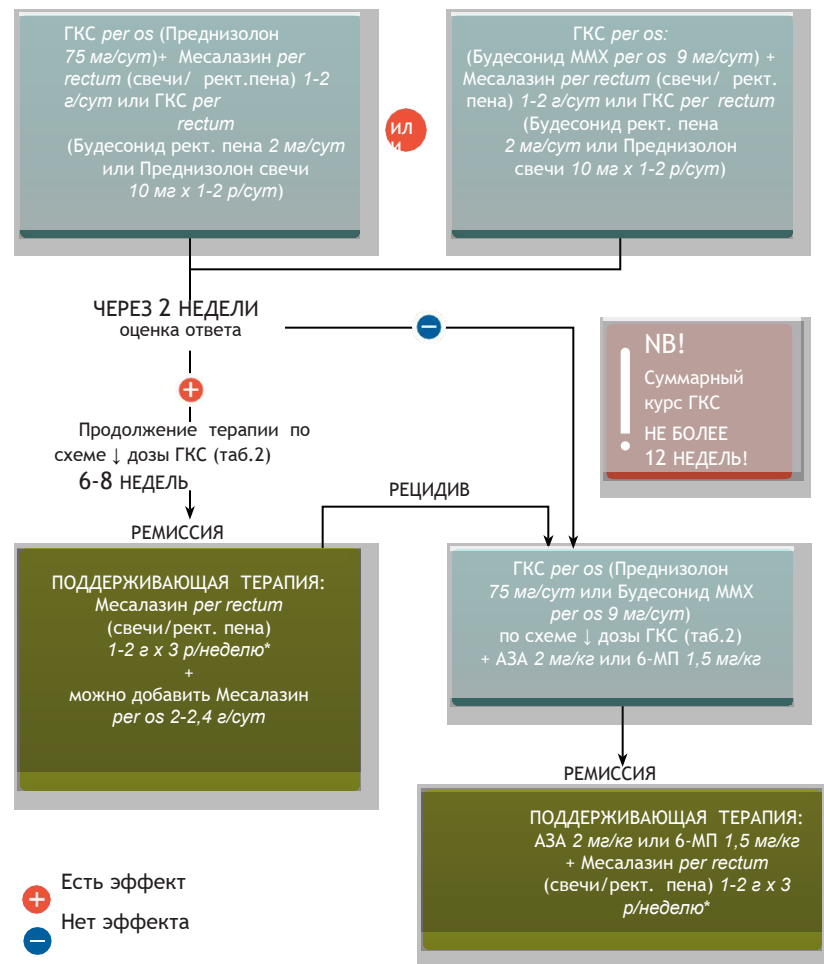 ГКС per os (Преднизолон
75 мг/сут)+ Месалазин per
rectum (свечи/ рект.пена) 1-2
г/сут или ГКС per
rectum
(Будесонид рект. пена 2 мг/сут
или Преднизолон свечи
10 мг х 1-2 р/сут)
ил
и
ГКС per os:
(Будесонид ММХ per os 9 мг/сут) +
Месалазин per rectum (свечи/ рект.
пена) 1-2 г/сут или ГКС per rectum
(Будесонид рект. пена
2 мг/сут или Преднизолон
свечи 10 мг х 1-2 р/сут)
ЧЕРЕЗ 2 НЕДЕЛИ
оценка ответа
NB!
Суммарный
курс ГКС
НЕ БОЛЕЕ
12 НЕДЕЛЬ!
Продолжение терапии по
схеме ↓ дозы ГКС (таб.2)
6-8 НЕДЕЛЬ
РЕЦИДИВ
РЕМИССИЯ
ПОДДЕРЖИВАЮЩАЯ ТЕРАПИЯ:
Месалазин per rectum
(свечи/рект. пена)
1-2 г х 3 р/неделю*
+
можно добавить Месалазин
per os 2-2,4 г/сут
ГКС per os (Преднизолон
75 мг/сут или Будесонид ММХ
per os 9 мг/сут)
по схеме ↓ дозы ГКС (таб.2)
+ АЗА 2 мг/кг или 6-МП 1,5 мг/кг
РЕМИССИЯ
ПОДДЕРЖИВАЮЩАЯ ТЕРАПИЯ:
АЗА 2 мг/кг или 6-МП 1,5 мг/кг
+ Месалазин per rectum
(свечи/рект. пена) 1-2 г х 3
р/неделю*
Есть эффект
Нет эффекта